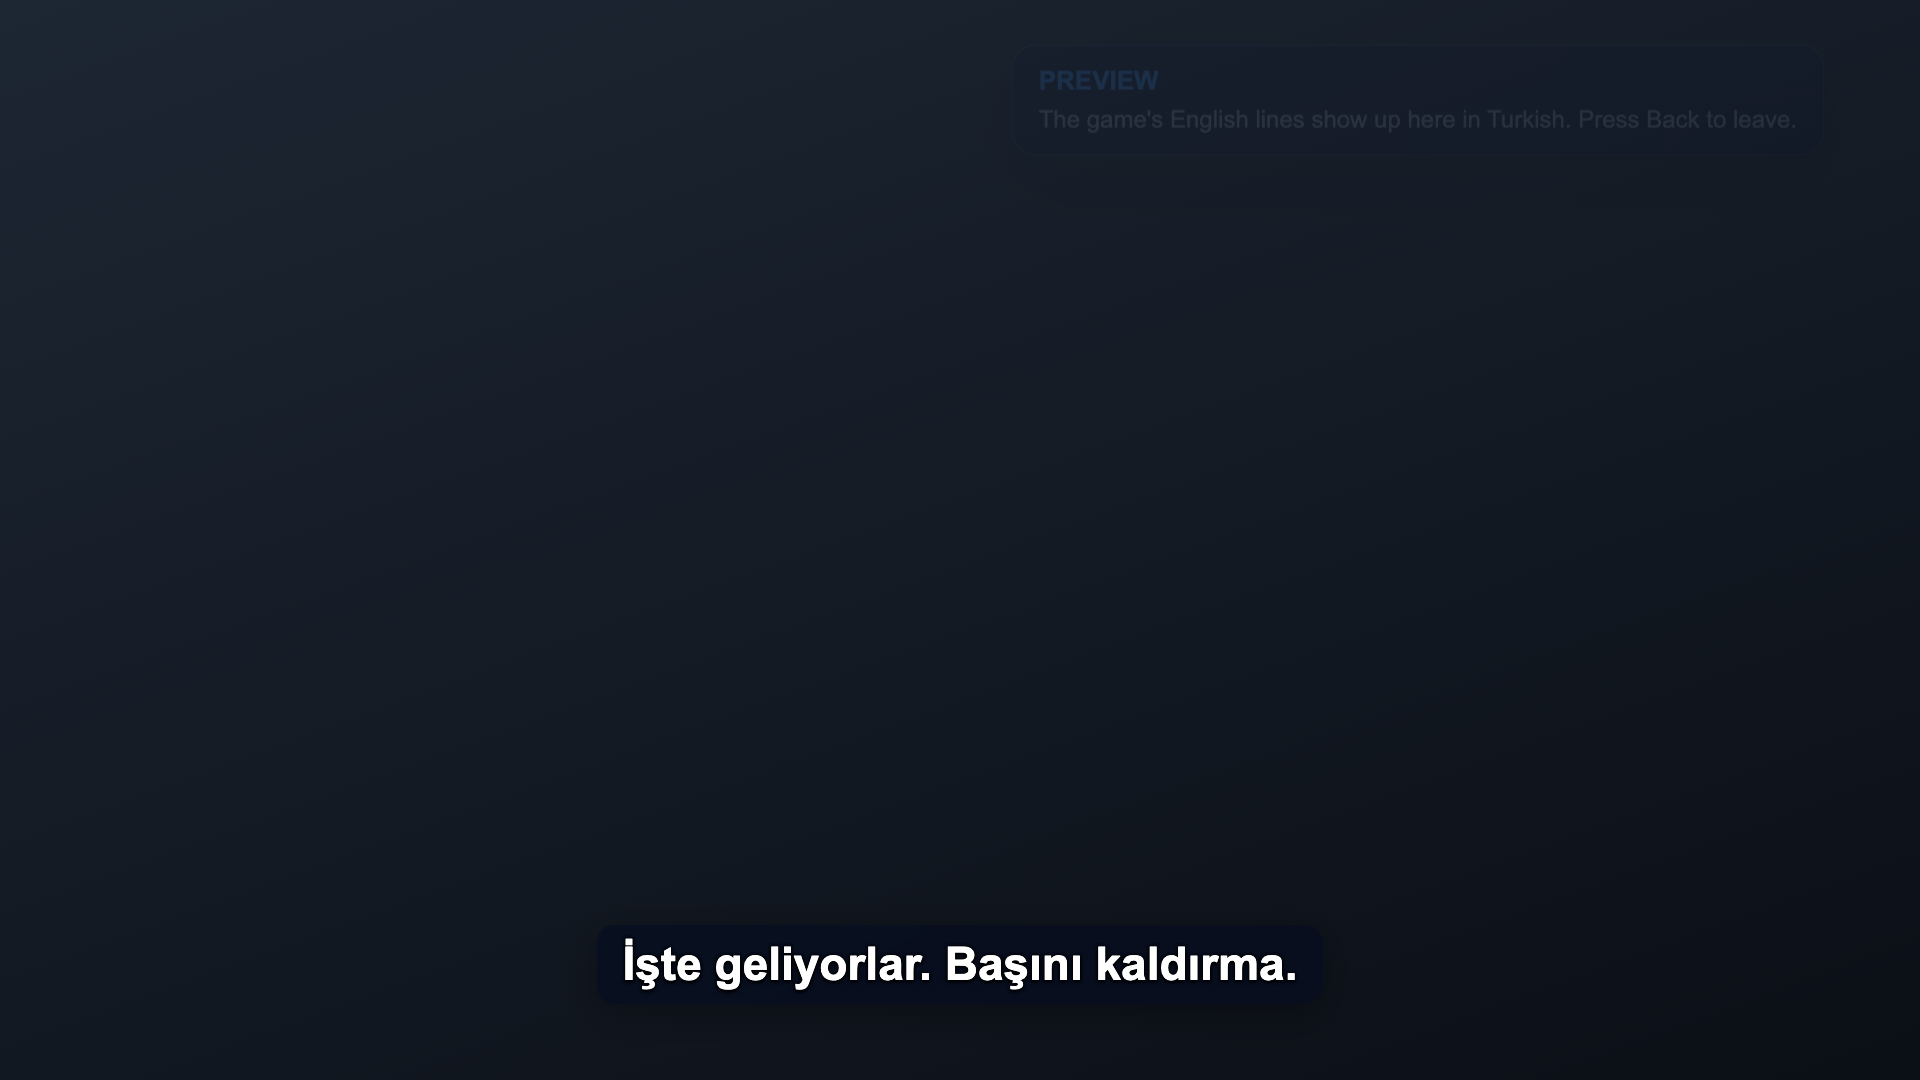 PREVIEW
The game's English lines show up here in Turkish. Press Back to leave.
İşte geliyorlar. Başını kaldırma.